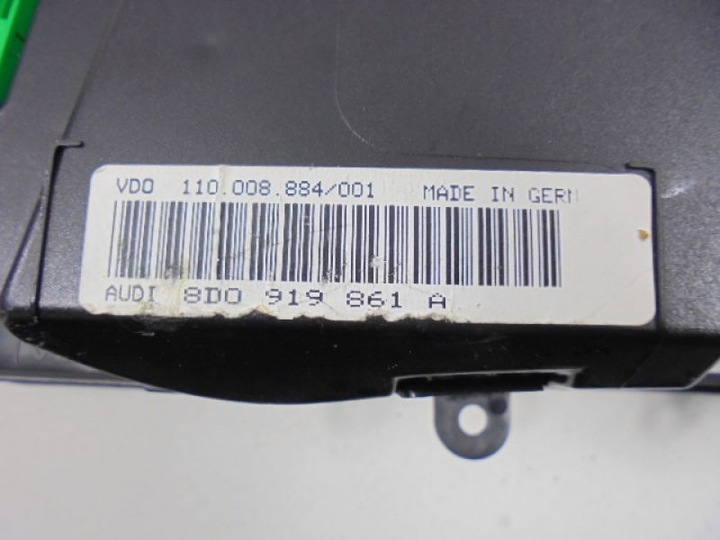 VDO 110.008.884/001 MADE IN GERM
AUDI 8D0 919 861 A